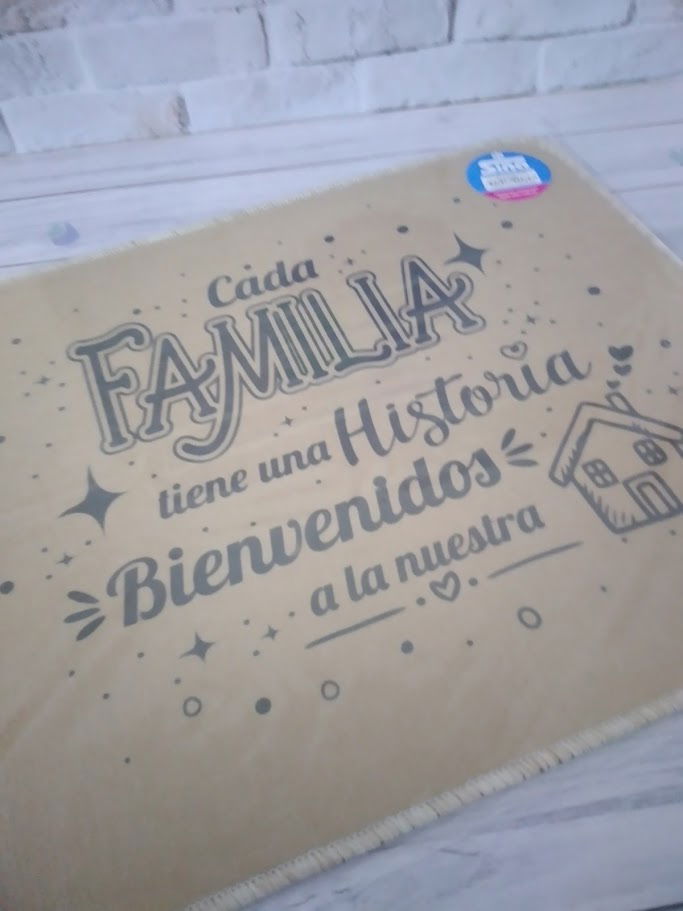 Cada
FAMILIA
tiene una Historia
Bienvenidos
a la nuestra